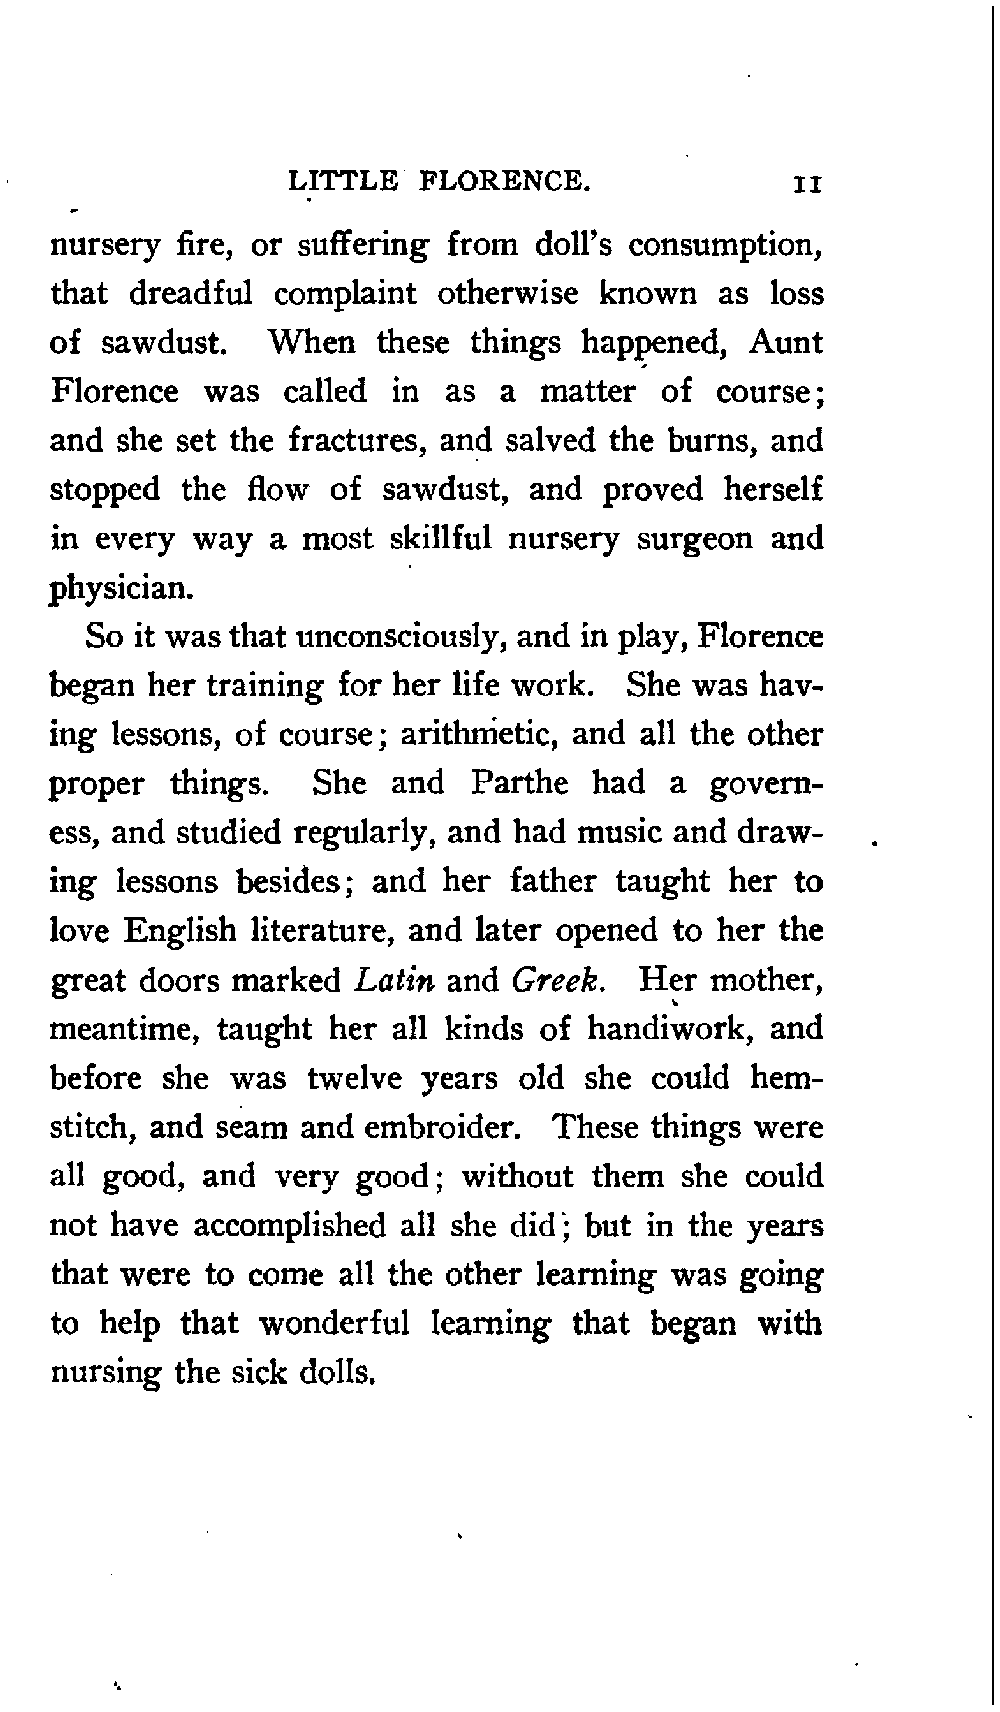 LITTLE FLORENCE. 11
nursery fire, or suffering from doll's consumption,
that dreadful complaint otherwise known as loss
of sawdust. When these things happened, Aunt
Florence was called in as a matter of course;
and she set the fractures, and salved the burns, and
stopped the flow of sawdust, and proved herself
in every way a most skillful nursery surgeon and
physician.
So it was that unconsciously, and in play, Florence
began her training for her life work. She was hav-
ing lessons, of course; arithmetic, and all the other
proper things. She and Parthe had a govern-
ess, and studied regularly, and had music and draw-
ing lessons besides; and her father taught her to
love English literature, and later opened to her the
great doors marked Latin and Greek. Her mother,
meantime, taught her all kinds of handiwork, and
before she was twelve years old she could hem-
stitch, and seam and embroider. These things were
all good, and very good; without them she could
not have accomplished all she did; but in the years
that were to come all the other learning was going
to help that wonderful learning that began with
nursing the sick dolls.